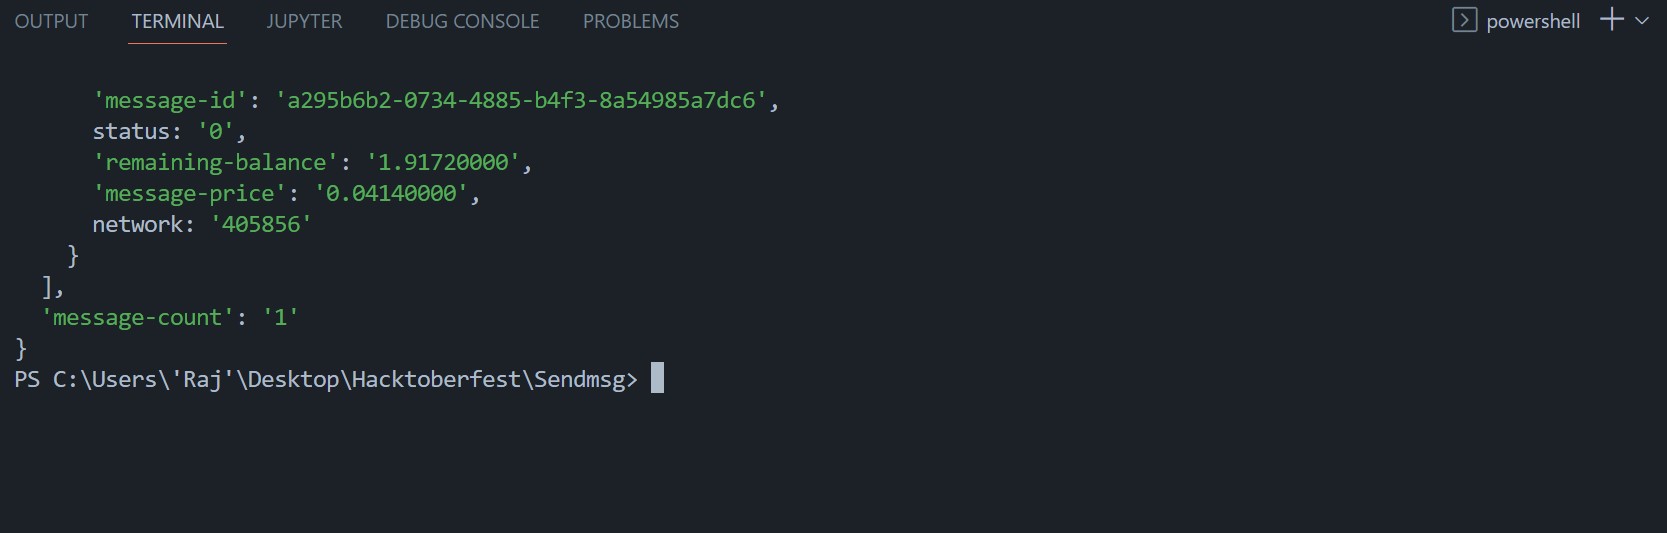 OUTPUT TERMINAL JUPYTER DEBUG CONSOLE PROBLEMS powershell
'message-id': 'a295b6b2-0734-4885-b4f3-8a54985a7dc6',
status: '0',
'remaining-balance': '1.91720000',
'message-price': '0.04140000',
network: '405856'
}
],
'message-count': '1'
}
PS C:\Users\'Raj'\Desktop\Hacktoberfest\Sendmsg>